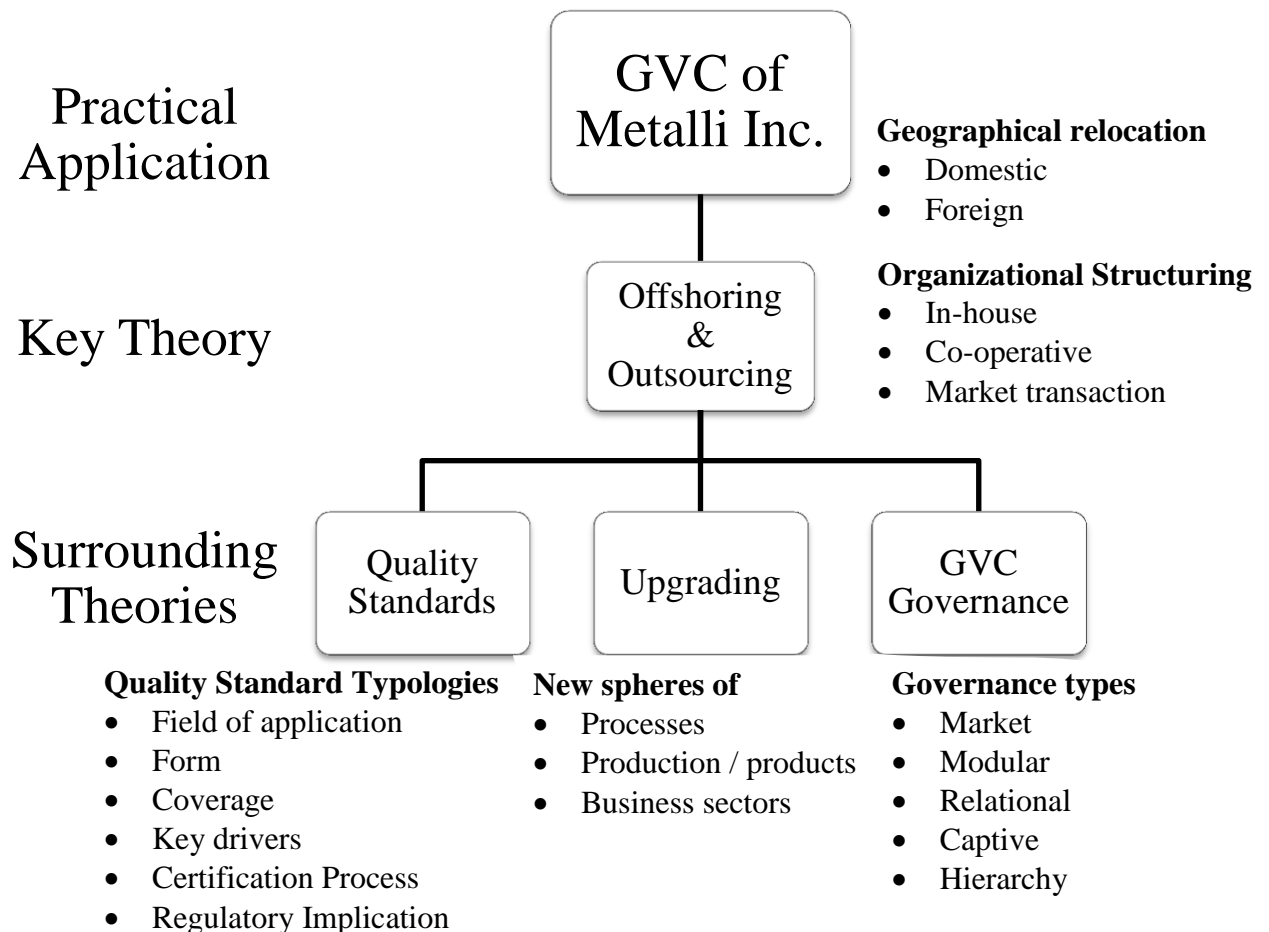 Practical
Application
GVC of
Metalli Inc.
Geographical relocation
• Domestic
• Foreign
Key Theory
Offshoring
&
Outsourcing
Organizational Structuring
• In-house
• Co-operative
• Market transaction
Surrounding
Theories
Quality
Standards
Upgrading
GVC
Governance
Quality Standard Typologies
• Field of application
• Form
• Coverage
• Key drivers
• Certification Process
• Regulatory Implication
New spheres of
• Processes
• Production / products
• Business sectors
Governance types
• Market
• Modular
• Relational
• Captive
• Hierarchy